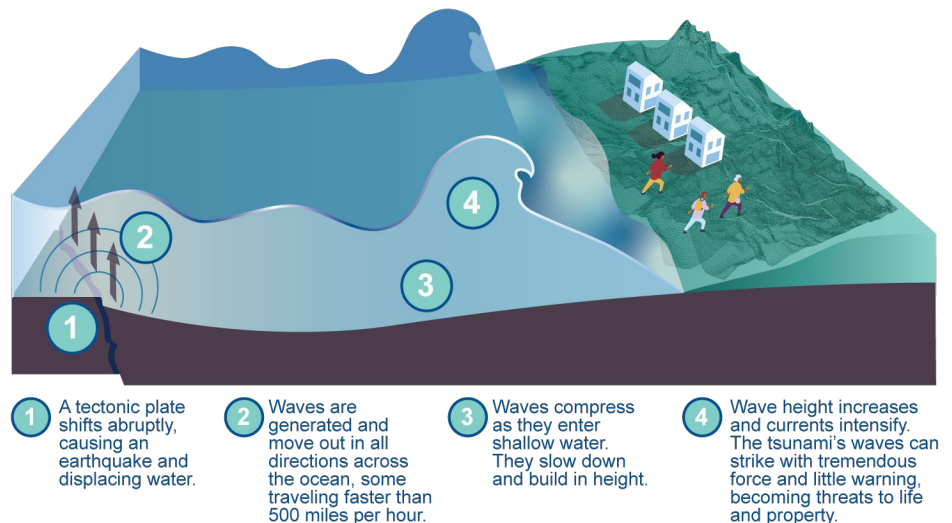 2
4
3
1
1
A tectonic plate
shifts abruptly,
causing an
earthquake and
displacing water.
2
Waves are
generated and
move out in all
directions across
the ocean, some
traveling faster than
500 miles per hour.
3
Waves compress
as they enter
shallow water.
They slow down
and build in height.
4
Wave height increases
and currents intensify.
The tsunami’s waves can
strike with tremendous
force and little warning,
becoming threats to life
and property.